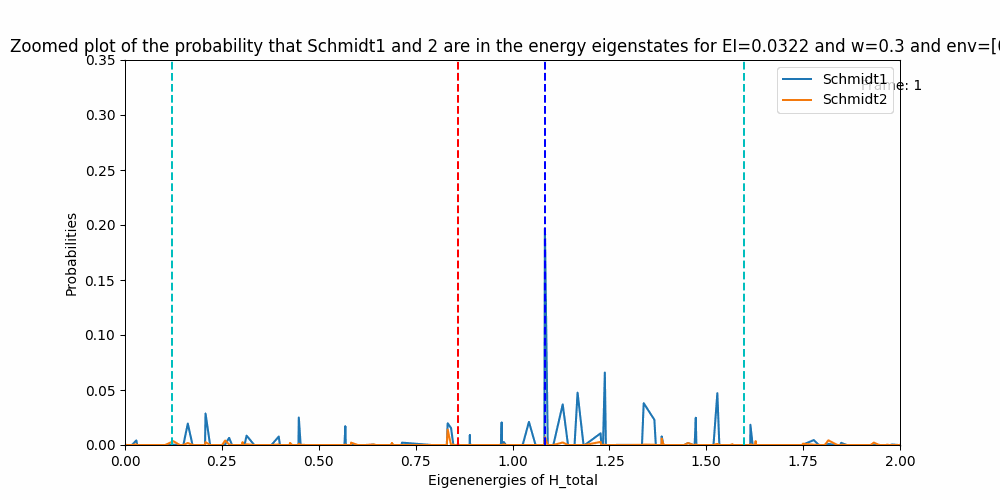 Zoomed plot of the probability that Schmidt1 and 2 are in the energy eigenstates for EI=0.0322 and w=0.3 and env=[
0.35
0.30
0.25
0.20
0.15
0.10
0.05
0.00
Probabilities
Schmidt1
Schmidt2
Frame: 1
0.00 0.25 0.50 0.75 1.00 1.25 1.50 1.75 2.00
Eigenenergies of H_total